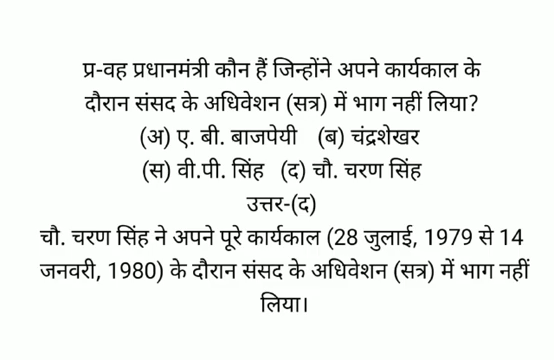 प्र-वह प्रधानमंत्री कौन हैं जिन्होंने अपने कार्यकाल के
दौरान संसद के अधिवेशन (सत्र) में भाग नहीं लिया?
(अ) ए. बी. बाजपेयी (ब) चंद्रशेखर
(स) वी.पी. सिंह (द) चौ. चरण सिंह
उत्तर-(द)
चौ. चरण सिंह ने अपने पूरे कार्यकाल (28 जुलाई, 1979 से 14
जनवरी, 1980) के दौरान संसद के अधिवेशन (सत्र) में भाग नहीं
लिया।